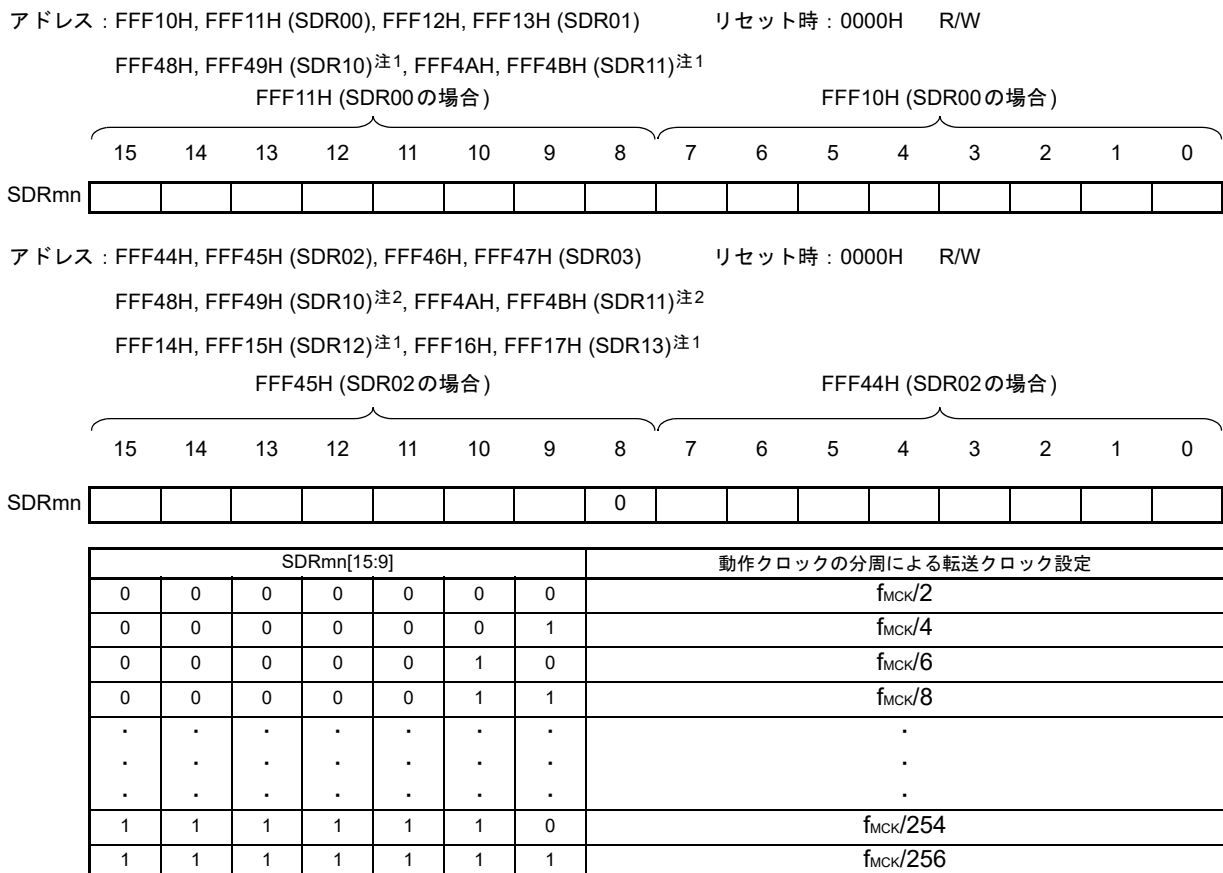 アドレス：FFF10H, FFF11H (SDR00), FFF12H, FFF13H (SDR01) リセット時：0000H R/W
FFF48H, FFF49H (SDR10)注1, FFF4AH, FFF4BH (SDR11)注1
FFF11H (SDR00の場合) FFF10H (SDR00の場合)
15 14 13 12 11 10 9 8 7 6 5 4 3 2 1 0
SDRmn
アドレス：FFF44H, FFF45H (SDR02), FFF46H, FFF47H (SDR03) リセット時：0000H R/W
FFF48H, FFF49H (SDR10)注2, FFF4AH, FFF4BH (SDR11)注2
FFF14H, FFF15H (SDR12)注1, FFF16H, FFF17H (SDR13)注1
FFF45H (SDR02の場合) FFF44H (SDR02の場合)
15 14 13 12 11 10 9 8 7 6 5 4 3 2 1 0
SDRmn 0
SDRmn[15:9] 動作クロックの分周による転送クロック設定
0 0 0 0 0 0 0 fMCK/2
0 0 0 0 0 0 1 fMCK/4
0 0 0 0 0 1 0 fMCK/6
0 0 0 0 0 1 1 fMCK/8
・ ・ ・ ・ ・ ・ ・ ・
・ ・ ・ ・ ・ ・ ・ ・
・ ・ ・ ・ ・ ・ ・ ・
1 1 1 1 1 1 0 fMCK/254
1 1 1 1 1 1 1 fMCK/256